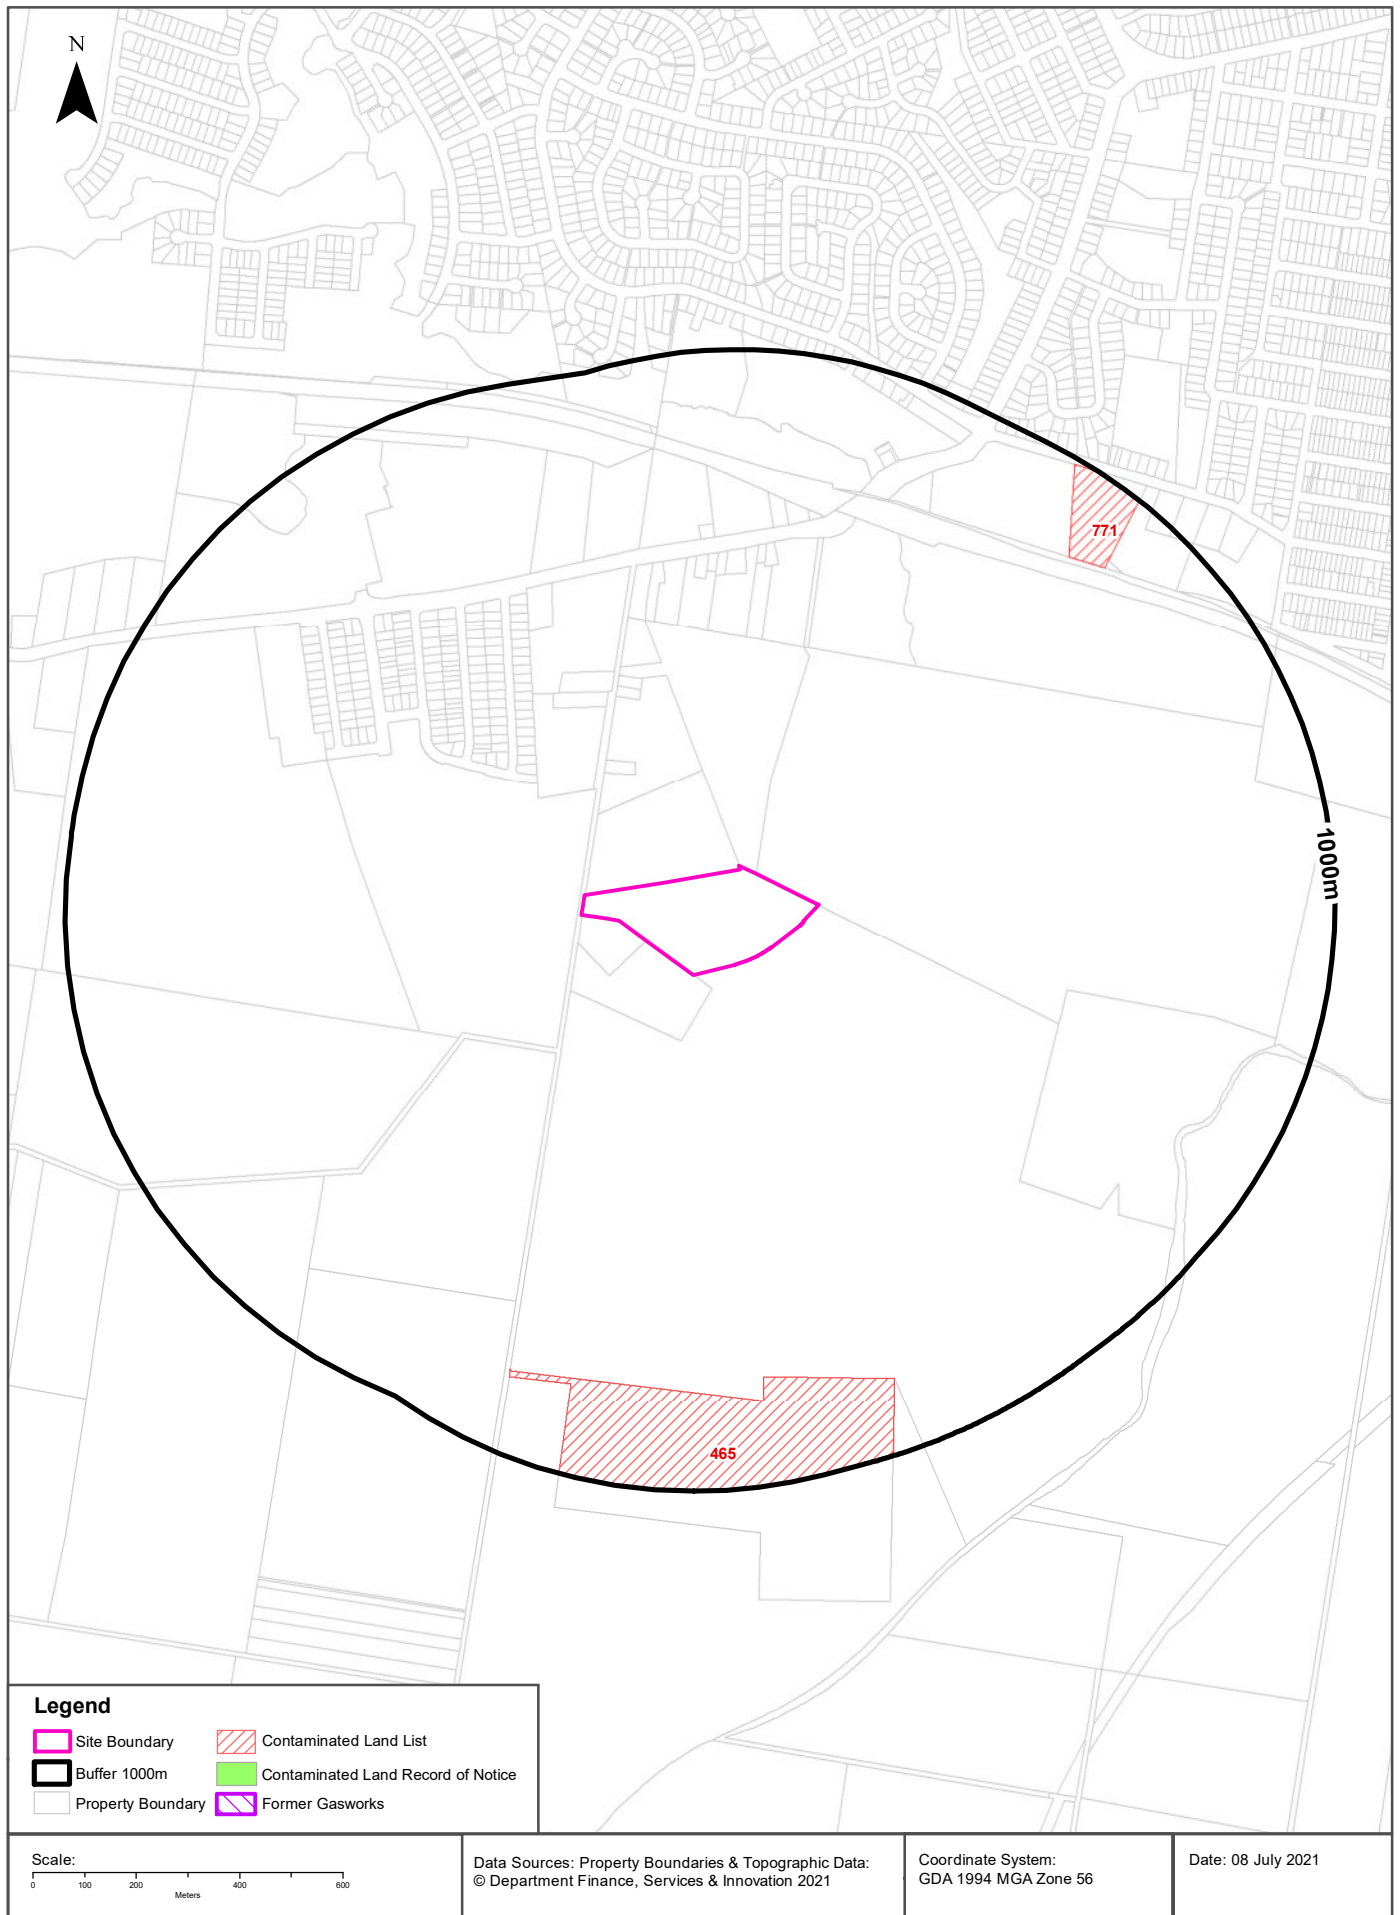 N
771
1000m
465
Legend
Site Boundary
Contaminated Land List
Buffer 1000m
Contaminated Land Record of Notice
Property Boundary
Former Gasworks
Scale:
0 100 200 400 600
Meters
Data Sources: Property Boundaries & Topographic Data:
© Department Finance, Services & Innovation 2021
Coordinate System:
GDA 1994 MGA Zone 56
Date: 08 July 2021